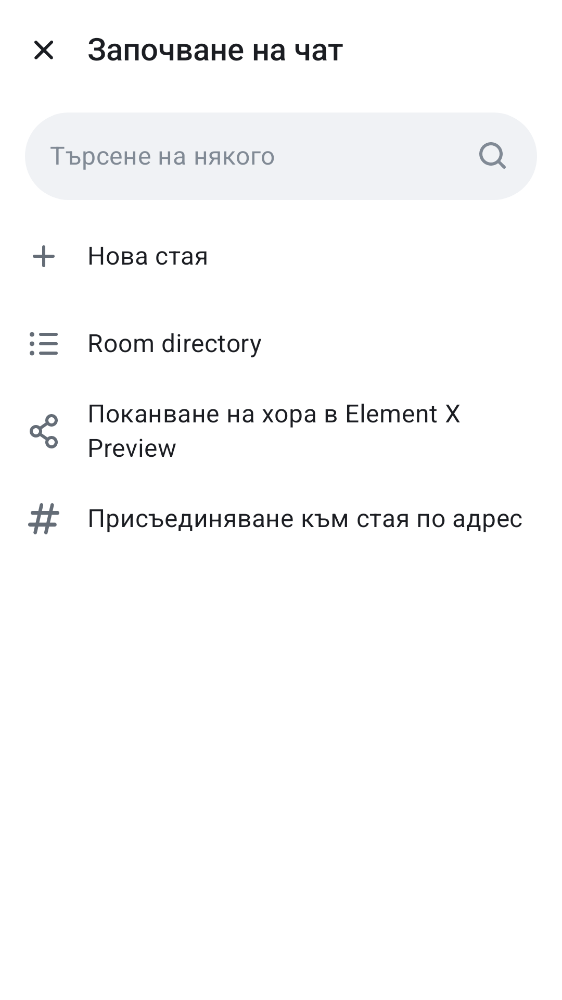 Започване на чат
Търсене на някого
Нова стая
Room directory
Поканване на хора в Element X
Preview
Присъединяване към стая по адрес